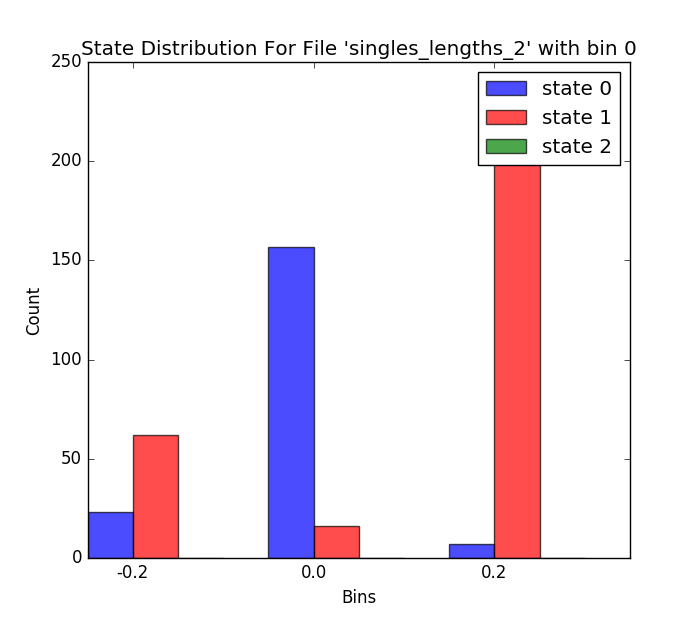 State Distribution For File 'singles_lengths_2' with bin 0
250
200
150
100
50
0
Count
state 0
state 1
state 2
-0.2 0.0 0.2
Bins